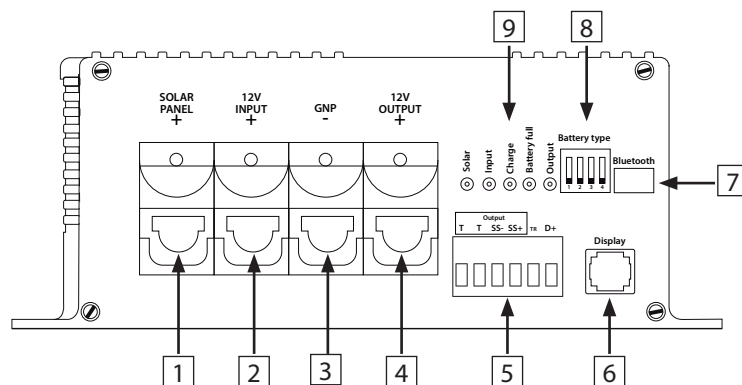 9
8
SOLAR PANEL
+
12V INPUT
+
GNP
-
12V OUTPUT
+
Solar
Input
Charge
Battery full
Output
Battery type
1 2 3 4
Bluetooth
7
Output
T T SS- SS+ TR D+
Display
1
2
3
4
5
6